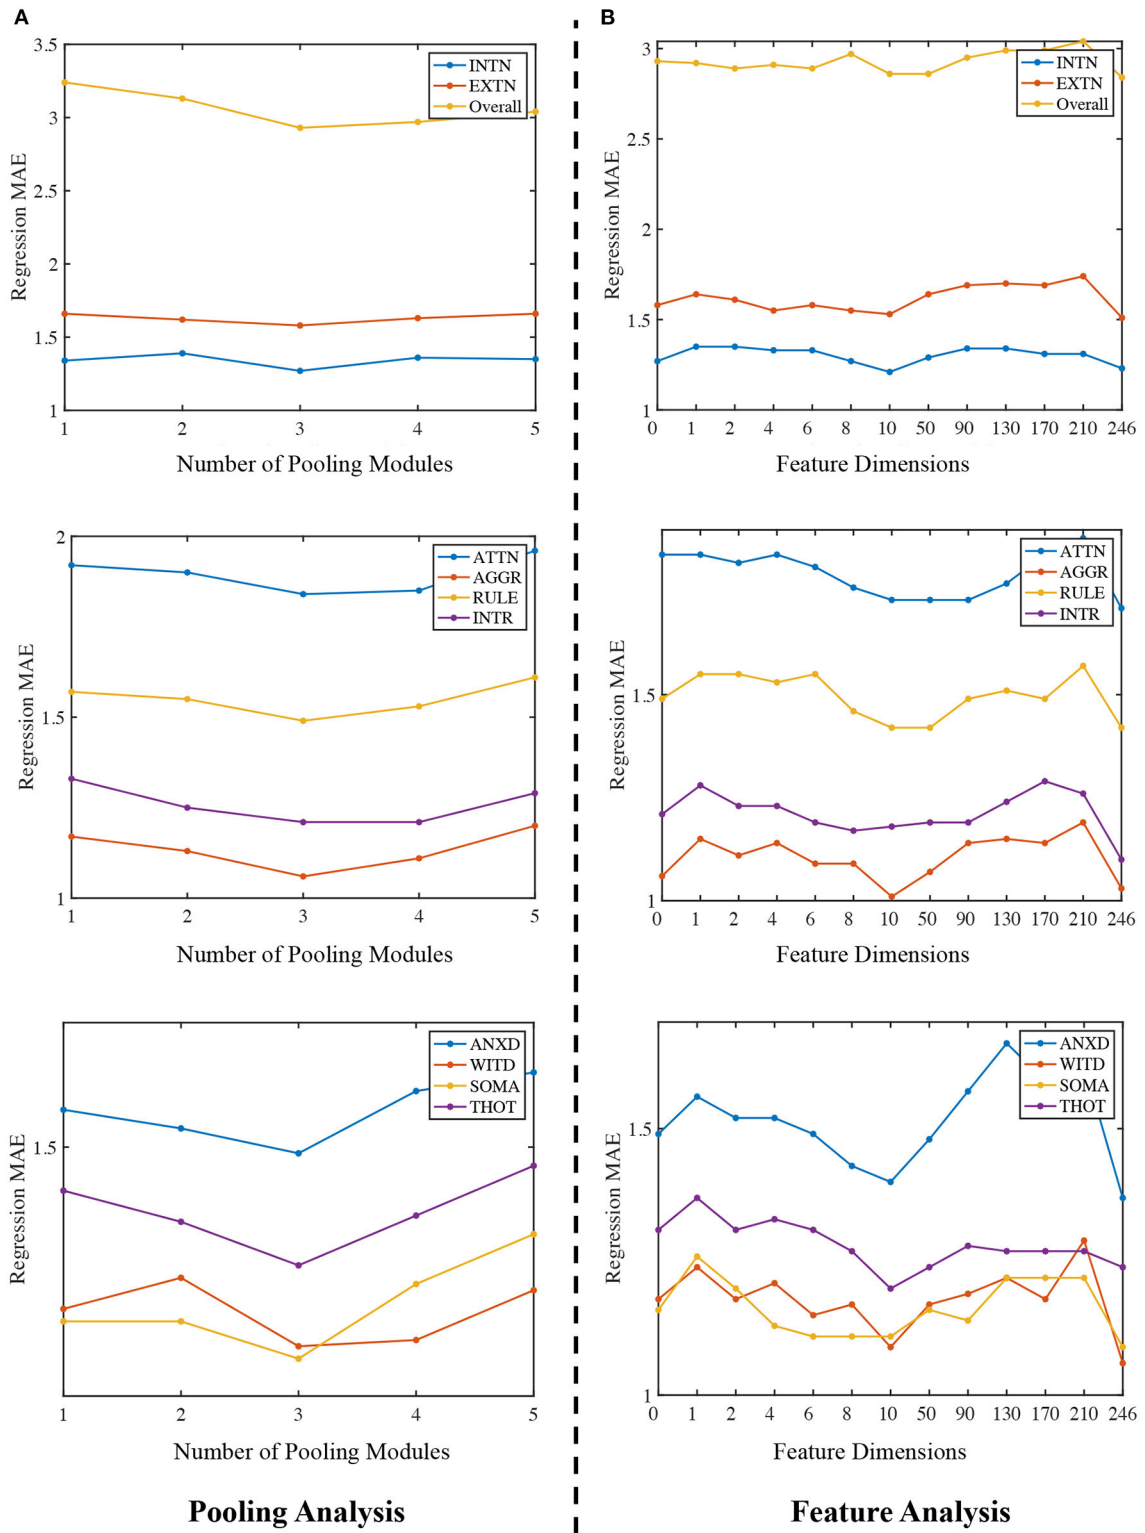 A
3.5
3
2.5
2
1.5
1
Regression MAE
INTN
EXTN
Overall
1 2 3 4 5
Number of Pooling Modules
2
1.5
1
Regression MAE
ATTN
AGGR
RULE
INTR
1 2 3 4 5
Number of Pooling Modules
1.5
Regression MAE
ANXD
WITD
SOMA
THOT
1 2 3 4 5
Number of Pooling Modules
Pooling Analysis
B
3
2.5
2
1.5
1
Regression MAE
INTN
EXTN
Overall
0 1 2 4 6 8 10 50 90 130 170 210 246
Feature Dimensions
1.5
1
Regression MAE
ATTN
AGGR
RULE
INTR
0 1 2 4 6 8 10 50 90 130 170 210 246
Feature Dimensions
1.5
1
Regression MAE
ANXD
WITD
SOMA
THOT
0 1 2 4 6 8 10 50 90 130 170 210 246
Feature Dimensions
Feature Analysis